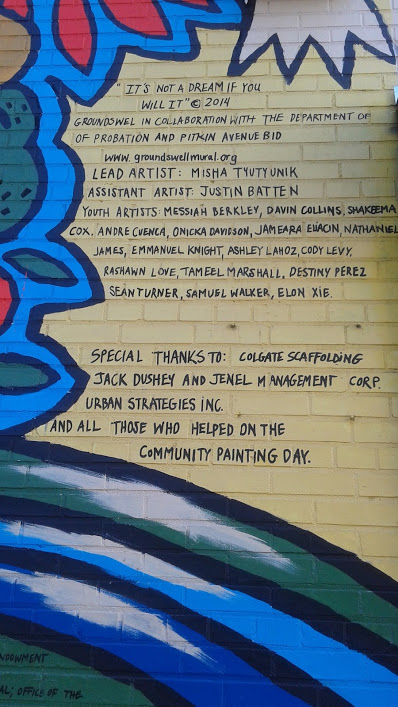 "IT'S NOT A DREAM IF YOU
WILL IT" © 2014
GROUNDSWEL IN COLLABORATION WITH THE DEPARTMENT OF
OF PROBATION AND PITKIN AVENUE BID
www.groundswellmural.org
LEAD ARTIST: MISHA TYUTYUNIK
ASSISTANT ARTIST: JUSTIN BATTEN
YOUTH ARTISTS: MESSIAH BERKLEY, DAVIN COLLINS, SHAKEEMA
COX. ANDRE CUENCA, ONICKA DAVIDSON, JAMEARA ELIACIN, NATHANIEL
JAMES, EMMANUEL KNIGHT, ASHLEY LAHOZ, CODY LEVY,
RASHAWN LOVE, TAMEEL MARSHALL, DESTINY PEREZ
SEAN TURNER, SAMUEL WALKER, ELON XIE.
SPECIAL THANKS TO: COLGATE SCAFFOLDING
JACK DUSHEY AND JENEL MANAGEMENT CORP.
URBAN STRATEGIES INC.
AND ALL THOSE WHO HELPED ON THE
COMMUNITY PAINTING DAY.
NDOWMENT
AL; OFFICE OF THE